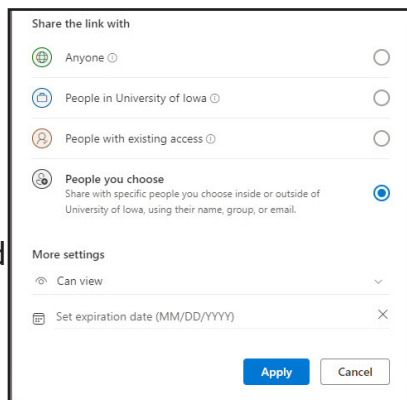 Share the link with
Anyone
People in University of Iowa
People with existing access
People you choose
Share with specific people you choose inside or outside of
University of Iowa, using their name, group, or email.
d
More settings
Can view
Set expiration date (MM/DD/YYYY)
Apply Cancel